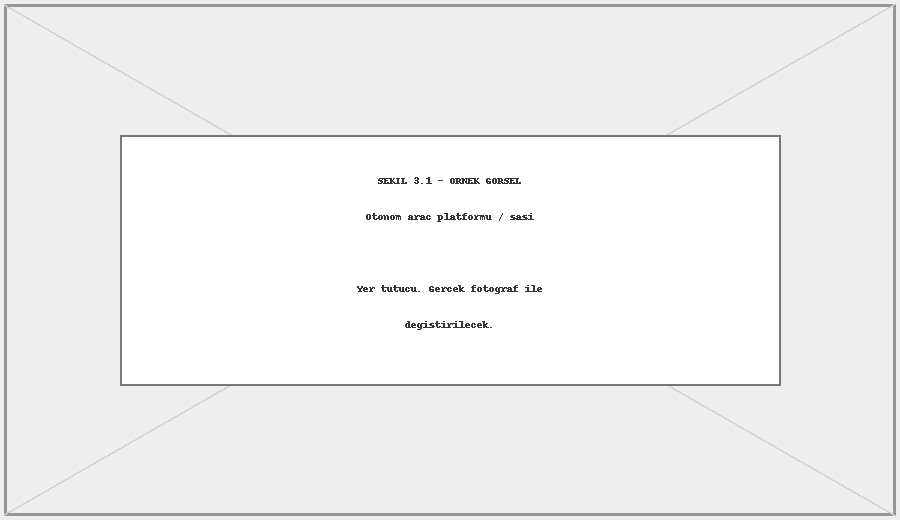 SEKIL 3.1 - ORNEK GORSEL
Otonom arac platformu / sasi
Yer tutucu. Gercek fotograf ile
degistirilecek.